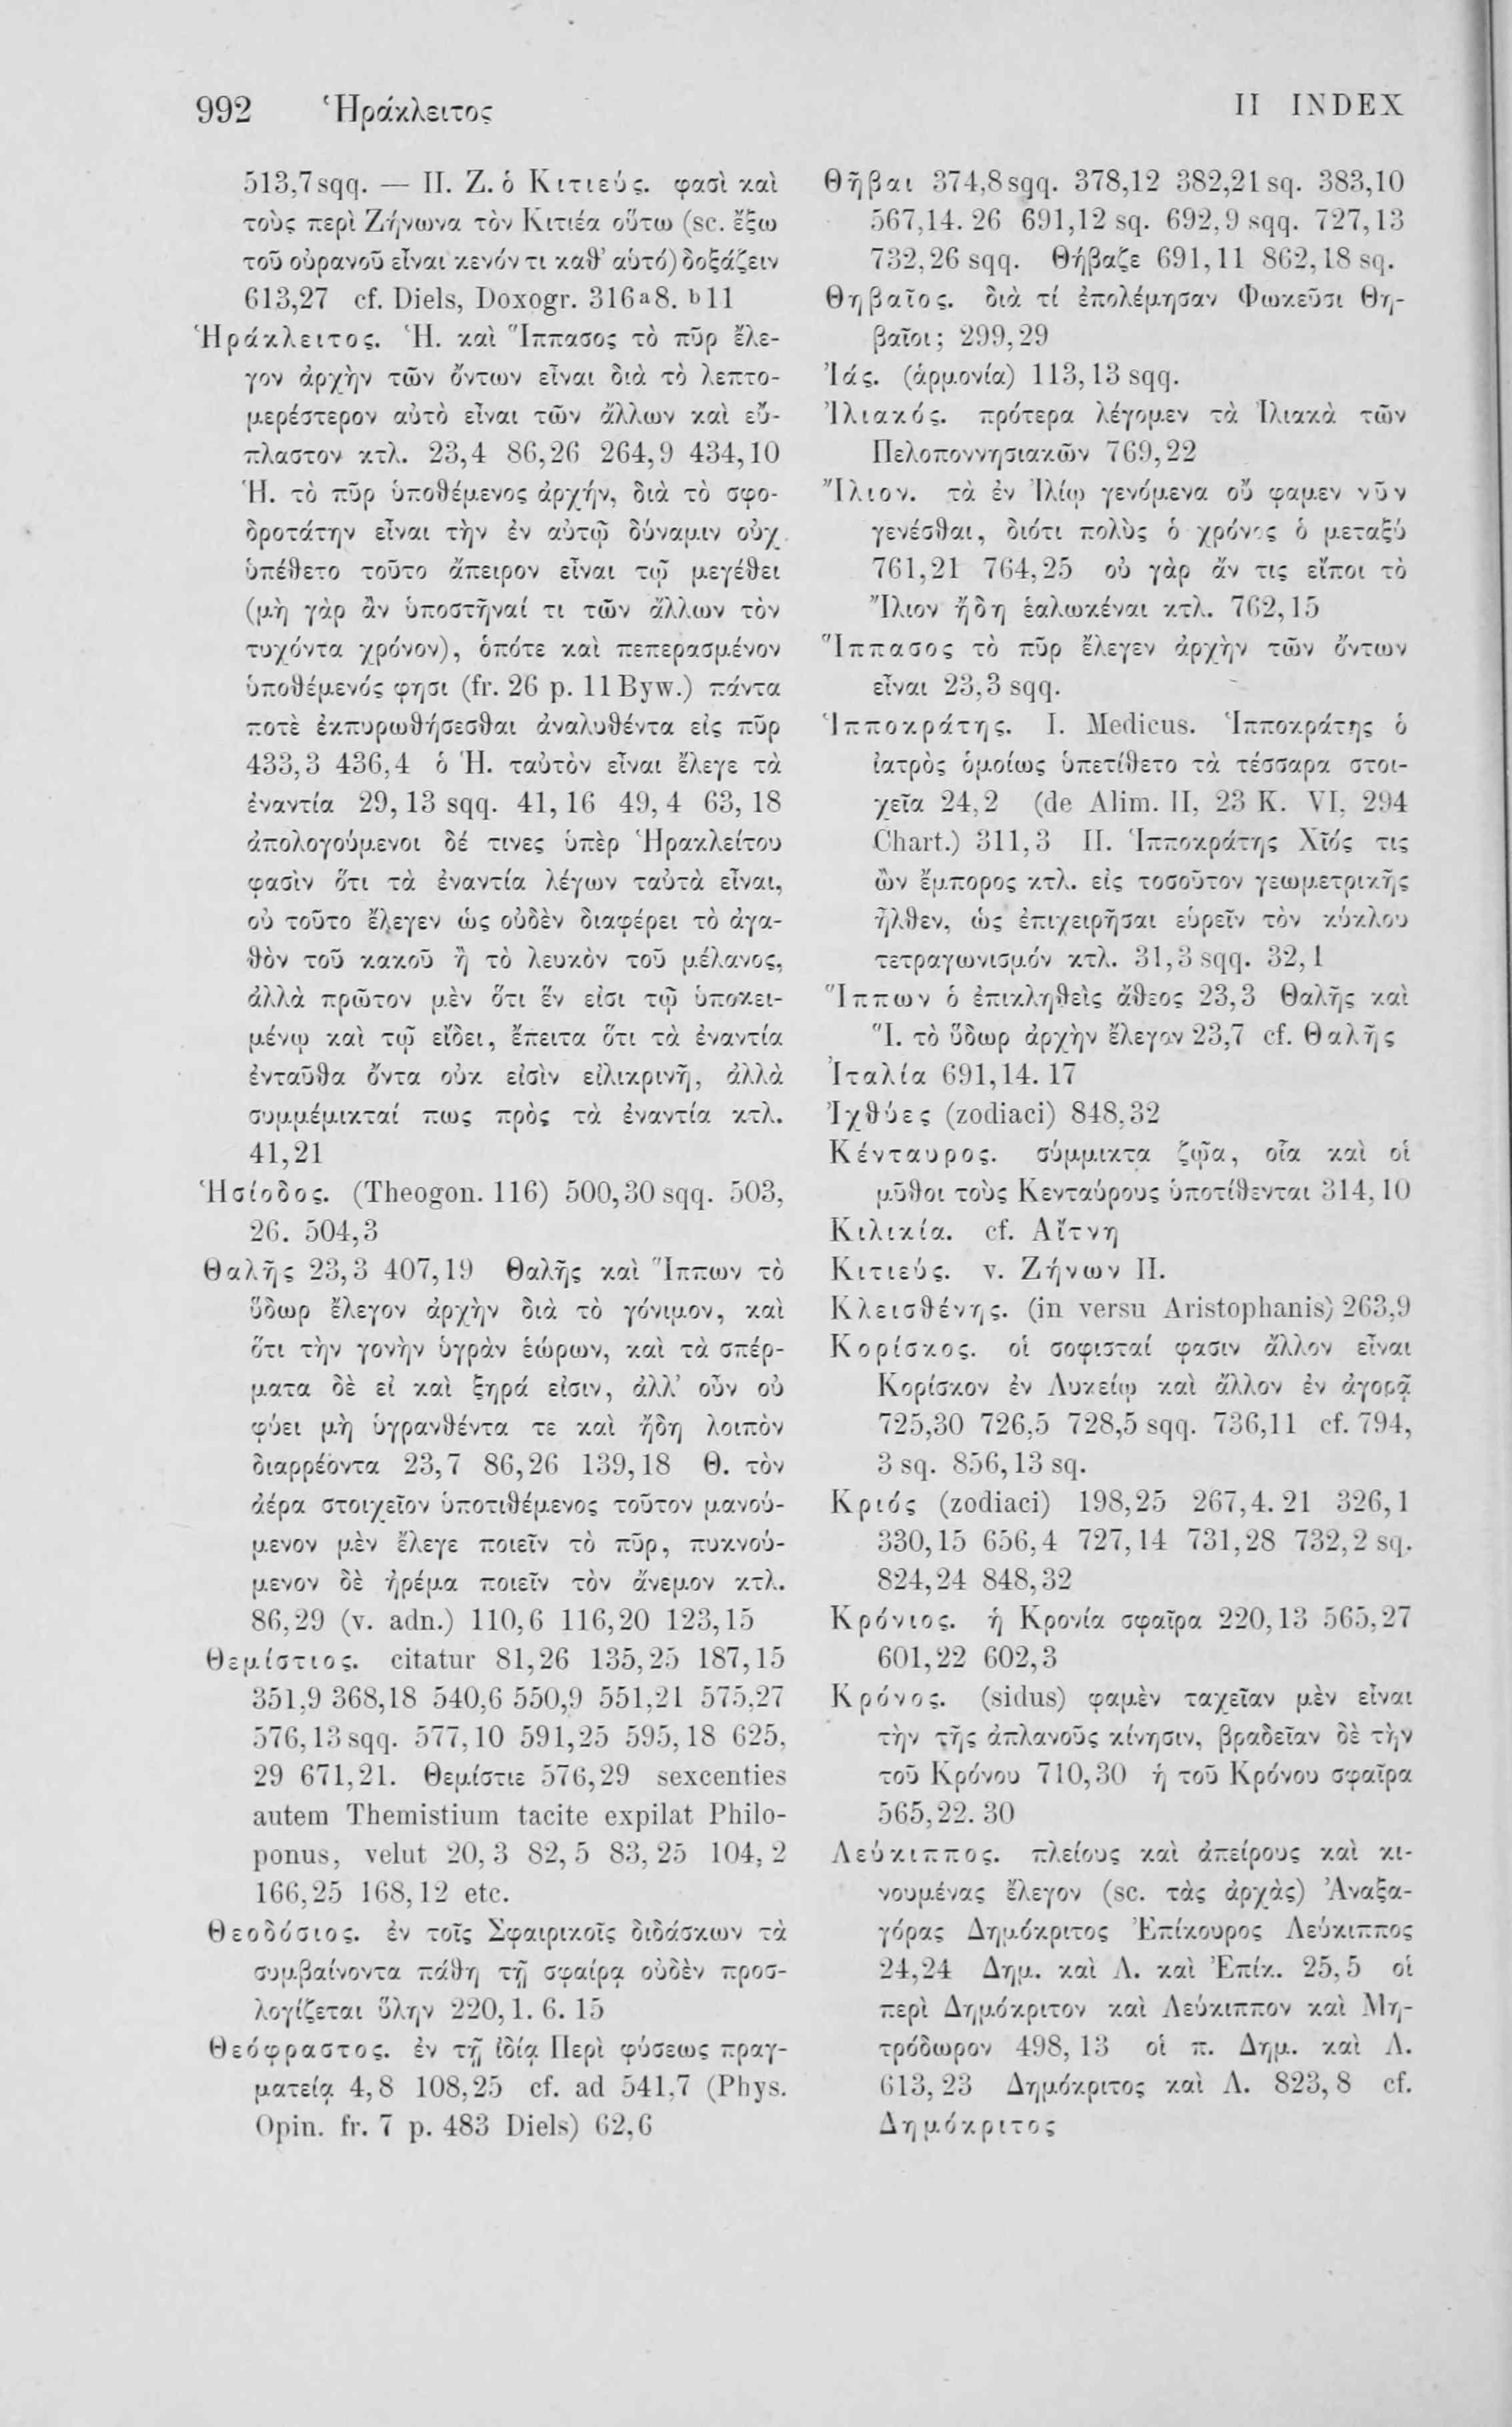 992 Ἡράκλειτος
II INDEX
513,7 sqq. — II. Z. ὁ Κιτιεύς. φασὶ καὶ
τοὺς περὶ Ζήνωνα τὸν Κιτιέα οὕτω (sc. ἔξω
τοῦ οὐρανοῦ εἶναι κενόν τι καθ’ αὑτό) δοξάζειν
613,27 cf. Diels, Doxogr. 316a8. b11
Ἡράκλειτος. Ἡ. καὶ Ἵππασος τὸ πῦρ ἔλε-
γον ἀρχὴν τῶν ὄντων εἶναι διὰ τὸ λεπτο-
μερέστερον αὐτὸ εἶναι τῶν ἄλλων καὶ εὔ-
πλαστον κτλ. 23,4 86,26 264,9 434,10
Ἡ. τὸ πῦρ ὑποθέμενος ἀρχήν, διὰ τὸ σφο-
δροτάτην εἶναι τὴν ἐν αὐτῷ δύναμιν οὐχ
ὑπέθετο τοῦτο ἄπειρον εἶναι τῷ μεγέθει
(μὴ γὰρ ἂν ὑποστῆναί τι τῶν ἄλλων τὸν
τυχόντα χρόνον), ὁπότε καὶ πεπερασμένον
ὑποθέμενός φησι (fr. 26 p. 11 Byw.) πάντα
ποτὲ ἐκπυρωθήσεσθαι ἀναλυθέντα εἰς πῦρ
433,3 436,4 ὁ Ἡ. ταὐτὸν εἶναι ἔλεγε τὰ
ἐναντία 29,13 sqq. 41,16 49,4 63,18
ἀπολογούμενοι δέ τινες ὑπὲρ Ἡρακλείτου
φασὶν ὅτι τὰ ἐναντία λέγων ταὐτὰ εἶναι,
οὐ τοῦτο ἔλεγεν ὡς οὐδὲν διαφέρει τὸ ἀγα-
θὸν τοῦ κακοῦ ἢ τὸ λευκὸν τοῦ μέλανος,
ἀλλὰ πρῶτον μὲν ὅτι ἕν εἰσι τῷ ὑποκει-
μένῳ καὶ τῷ εἴδει, ἔπειτα ὅτι τὰ ἐναντία
ἐνταῦθα ὄντα οὐκ εἰσὶν εἰλικρινῆ, ἀλλὰ
συμμέμικταί πως πρὸς τὰ ἐναντία κτλ.
41,21
Ἡσίοδος. (Theogon. 116) 500,30 sqq. 503,
26. 504,3
Θαλῆς 23,3 407,19 Θαλῆς καὶ Ἵππων τὸ
ὕδωρ ἔλεγον ἀρχὴν διὰ τὸ γόνιμον, καὶ
ὅτι τὴν γονὴν ὑγρὰν ἑώρων, καὶ τὰ σπέρ-
ματα δὲ εἰ καὶ ξηρά εἰσιν, ἀλλ’ οὖν οὐ
φύει μὴ ὑγρανθέντα τε καὶ ἤδη λοιπὸν
διαρρέοντα 23,7 86,26 139,18 Θ. τὸν
ἀέρα στοιχεῖον ὑποτιθέμενος τοῦτον μανού-
μενον μὲν ἔλεγε ποιεῖν τὸ πῦρ, πυκνού-
μενον δὲ ἠρέμα ποιεῖν τὸν ἄνεμον κτλ.
86,29 (v. adn.) 110,6 116,20 123,15
Θεμίστιος. citatur 81,26 135,25 187,15
351,9 368,18 540,6 550,9 551,21 575,27
576,13 sqq. 577,10 591,25 595,18 625,
29 671,21. Θεμίστιε 576,29 sexcenties
autem Themistium tacite expilat Philo-
ponus, velut 20,3 82,5 83,25 104,2
166,25 168,12 etc.
Θεοδόσιος. ἐν τοῖς Σφαιρικοῖς διδάσκων τὰ
συμβαίνοντα πάθη τῇ σφαίρᾳ οὐδὲν προσ-
λογίζεται ὕλην 220,1. 6. 15
Θεόφραστος. ἐν τῇ ἰδίᾳ Περὶ φύσεως πραγ-
ματείᾳ 4,8 108,25 cf. ad 541,7 (Phys.
Opin. fr. 7 p. 483 Diels) 62,6
Θῆβαι 374,8 sqq. 378,12 382,21 sq. 383,10
567,14. 26 691,12 sq. 692,9 sqq. 727,13
732,26 sqq. Θήβαζε 691,11 862,18 sq.
Θηβαῖος. διὰ τί ἐπολέμησαν Φωκεῦσι Θη-
βαῖοι; 299,29
Ἰάς. (ἁρμονία) 113,13 sqq.
Ἰλιακός. πρότερα λέγομεν τὰ Ἰλιακὰ τῶν
Πελοποννησιακῶν 769,22
Ἴλιον. τὰ ἐν Ἰλίῳ γενόμενα οὔ φαμεν νῦν
γενέσθαι, διότι πολὺς ὁ χρόνος ὁ μεταξύ
761,21 764,25 οὐ γὰρ ἄν τις εἴποι τὸ
Ἴλιον ἤδη ἑαλωκέναι κτλ. 762,15
Ἵππασος τὸ πῦρ ἔλεγεν ἀρχὴν τῶν ὄντων
εἶναι 23,3 sqq.
Ἱπποκράτης. I. Medicus. Ἱπποκράτης ὁ
ἰατρὸς ὁμοίως ὑπετίθετο τὰ τέσσαρα στοι-
χεῖα 24,2 (de Alim. II, 23 K. VI, 294
Chart.) 311,3 II. Ἱπποκράτης Χῖός τις
ὢν ἔμπορος κτλ. εἰς τοσοῦτον γεωμετρικῆς
ἦλθεν, ὡς ἐπιχειρῆσαι εὑρεῖν τὸν κύκλου
τετραγωνισμόν κτλ. 31,3 sqq. 32,1
Ἵππων ὁ ἐπικληθεὶς ἄθεος 23,3 Θαλῆς καὶ
Ἵ. τὸ ὕδωρ ἀρχὴν ἔλεγον 23,7 cf. Θαλῆς
Ἰταλία 691,14. 17
Ἰχθύες (zodiaci) 848,32
Κένταυρος. σύμμικτα ζῷα, οἷα καὶ οἱ
μῦθοι τοὺς Κενταύρους ὑποτίθενται 314,10
Κιλικία. cf. Αἴτνη
Κιτιεύς. v. Ζήνων II.
Κλεισθένης. (in versu Aristophanis) 263,9
Κορίσκος. οἱ σοφισταί φασιν ἄλλον εἶναι
Κορίσκον ἐν Λυκείῳ καὶ ἄλλον ἐν ἀγορᾷ
725,30 726,5 728,5 sqq. 736,11 cf. 794,
3 sq. 856,13 sq.
Κριός (zodiaci) 198,25 267,4. 21 326,1
330,15 656,4 727,14 731,28 732,2 sq.
824,24 848,32
Κρόνιος. ἡ Κρονία σφαῖρα 220,13 565,27
601,22 602,3
Κρόνος. (sidus) φαμὲν ταχεῖαν μὲν εἶναι
τὴν τῆς ἀπλανοῦς κίνησιν, βραδεῖαν δὲ τὴν
τοῦ Κρόνου 710,30 ἡ τοῦ Κρόνου σφαῖρα
565,22. 30
Λεύκιππος. πλείους καὶ ἀπείρους καὶ κι-
νουμένας ἔλεγον (sc. τὰς ἀρχὰς) Ἀναξα-
γόρας Δημόκριτος Ἐπίκουρος Λεύκιππος
24,24 Δημ. καὶ Λ. καὶ Ἐπίκ. 25,5 οἱ
περὶ Δημόκριτον καὶ Λεύκιππον καὶ Μη-
τρόδωρον 498,13 οἱ π. Δημ. καὶ Λ.
613,23 Δημόκριτος καὶ Λ. 823,8 cf.
Δημόκριτος